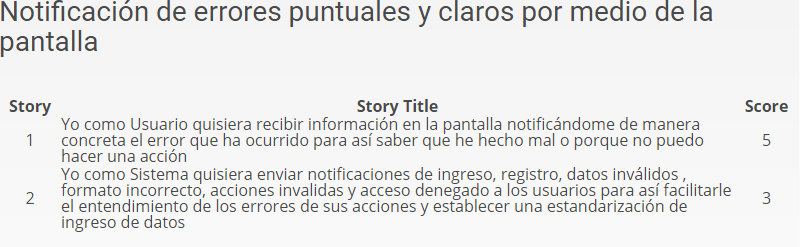 Notificación de errores puntuales y claros por medio de la
pantalla
Story Story Title Score
Yo como Usuario quisiera recibir información en la pantalla notificándome de manera
1 concreta el error que ha ocurrido para así saber que he hecho mal o porque no puedo 5
hacer una acción
Yo como Sistema quisiera enviar notificaciones de ingreso, registro, datos inválidos ,
2 formato incorrecto, acciones invalidas y acceso denegado a los usuarios para así facilitarle 3
el entendimiento de los errores de sus acciones y establecer una estandarización de
ingreso de datos